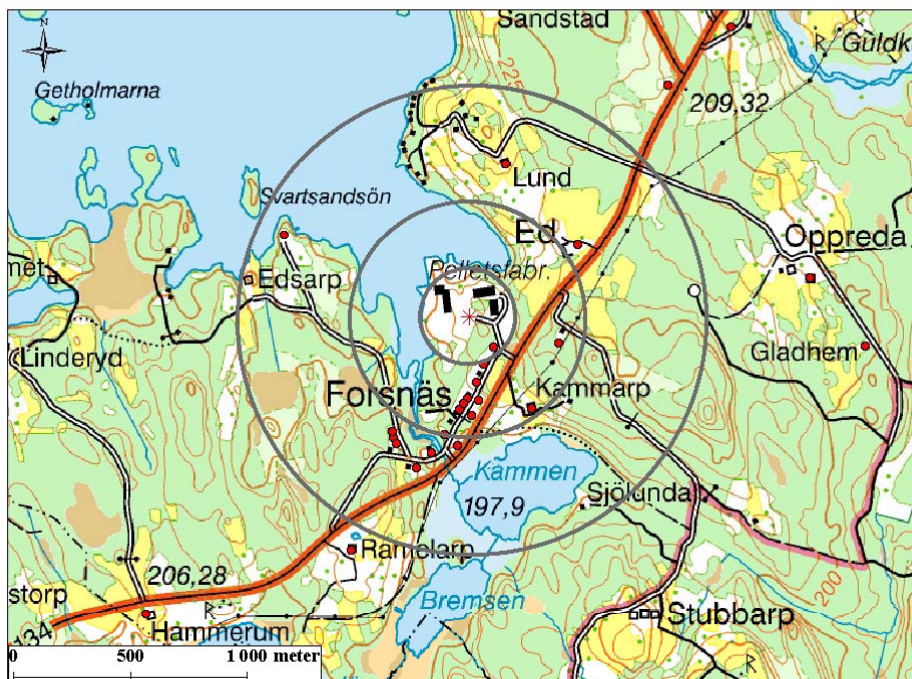 N
Sandstad
Guldk
225
Getholmarna
209,32
Lund
Svartsandsön
Ed
Oppreda
Pelletsfabr.
met
Edsarp
Linderyd
Gladhem
Forsnäs
Kammarp
Kammen
197,9
Sjölunda
Ramelarp
206,28
200
storp
Bremsen
Stubbarp
134
Hammerum
0 500 1 000 meter